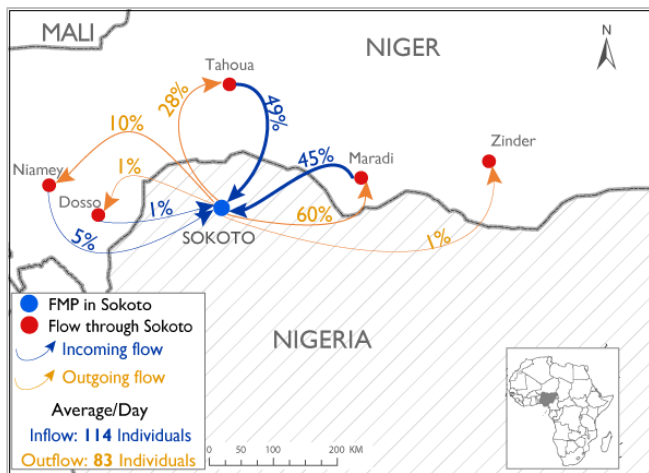 MALI
NIGER
N
Tahoua
28%
49%
10%
Zinder
45%
Maradi
Niamey
1%
Dosso
1%
60%
5%
SOKOTO
1%
FMP in Sokoto
Flow through Sokoto
Incoming flow
Outgoing flow
Average/Day
Inflow: 114 Individuals
Outflow: 83 Individuals
NIGERIA
0 50 100 200 KM